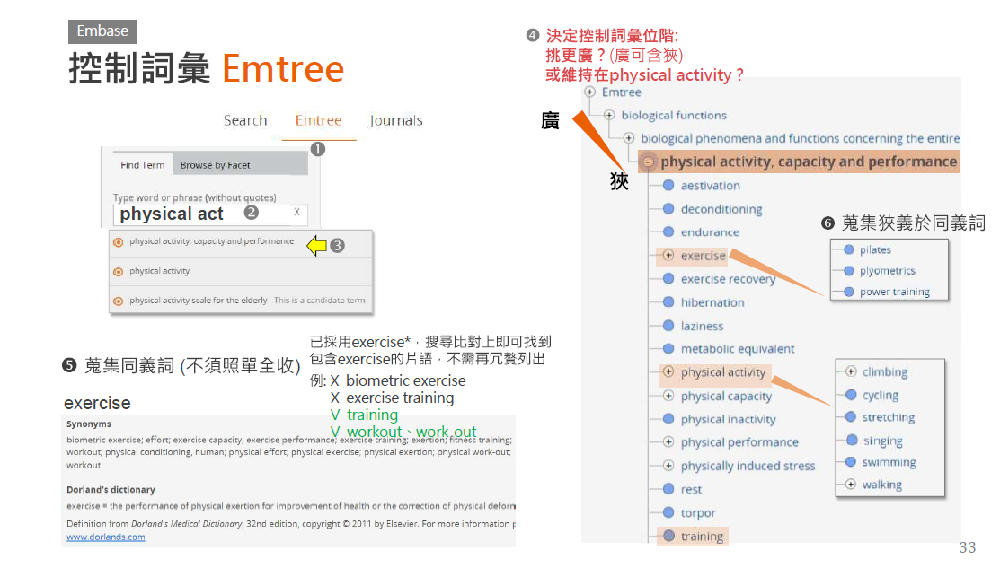 Embase
控制詞彙 Emtree
Search Emtree Journals
❶
Find Term Browse by Facet
Type word or phrase (without quotes)
physical act ❷ X
physical activity, capacity and performance ❸
physical activity
physical activity scale for the elderly This is a candidate term
❹ 決定控制詞彙位階:
挑更廣？(廣可含狹)
或維持在physical activity？
廣
狹
Emtree
biological functions
biological phenomena and functions concerning the entire
physical activity, capacity and performance
aestivation
deconditioning
endurance
exercise
exercise recovery
hibernation
laziness
metabolic equivalent
physical activity
physical capacity
physical inactivity
physical performance
physically induced stress
rest
torpor
training
❻ 蒐集狹義於同義詞
pilates
plyometrics
power training
climbing
cycling
stretching
singing
swimming
walking
❺ 蒐集同義詞 (不須照單全收)
已採用exercise*，搜尋比對上即可找到
包含exercise的片語，不需再冗贅列出
例: X biometric exercise
X exercise training
V training
V workout、work-out
exercise
Synonyms
biometric exercise; effort; exercise capacity; exercise performance; exercise training; exertion; fitness training;
workout; physical conditioning, human; physical effort; physical exercise; physical exertion; physical work-out;
workout
Dorland's dictionary
exercise = the performance of physical exertion for improvement of health or the correction of physical deform
Definition from Dorland's Medical Dictionary, 32nd edition, copyright © 2011 by Elsevier. For more information p
www.dorlands.com
33